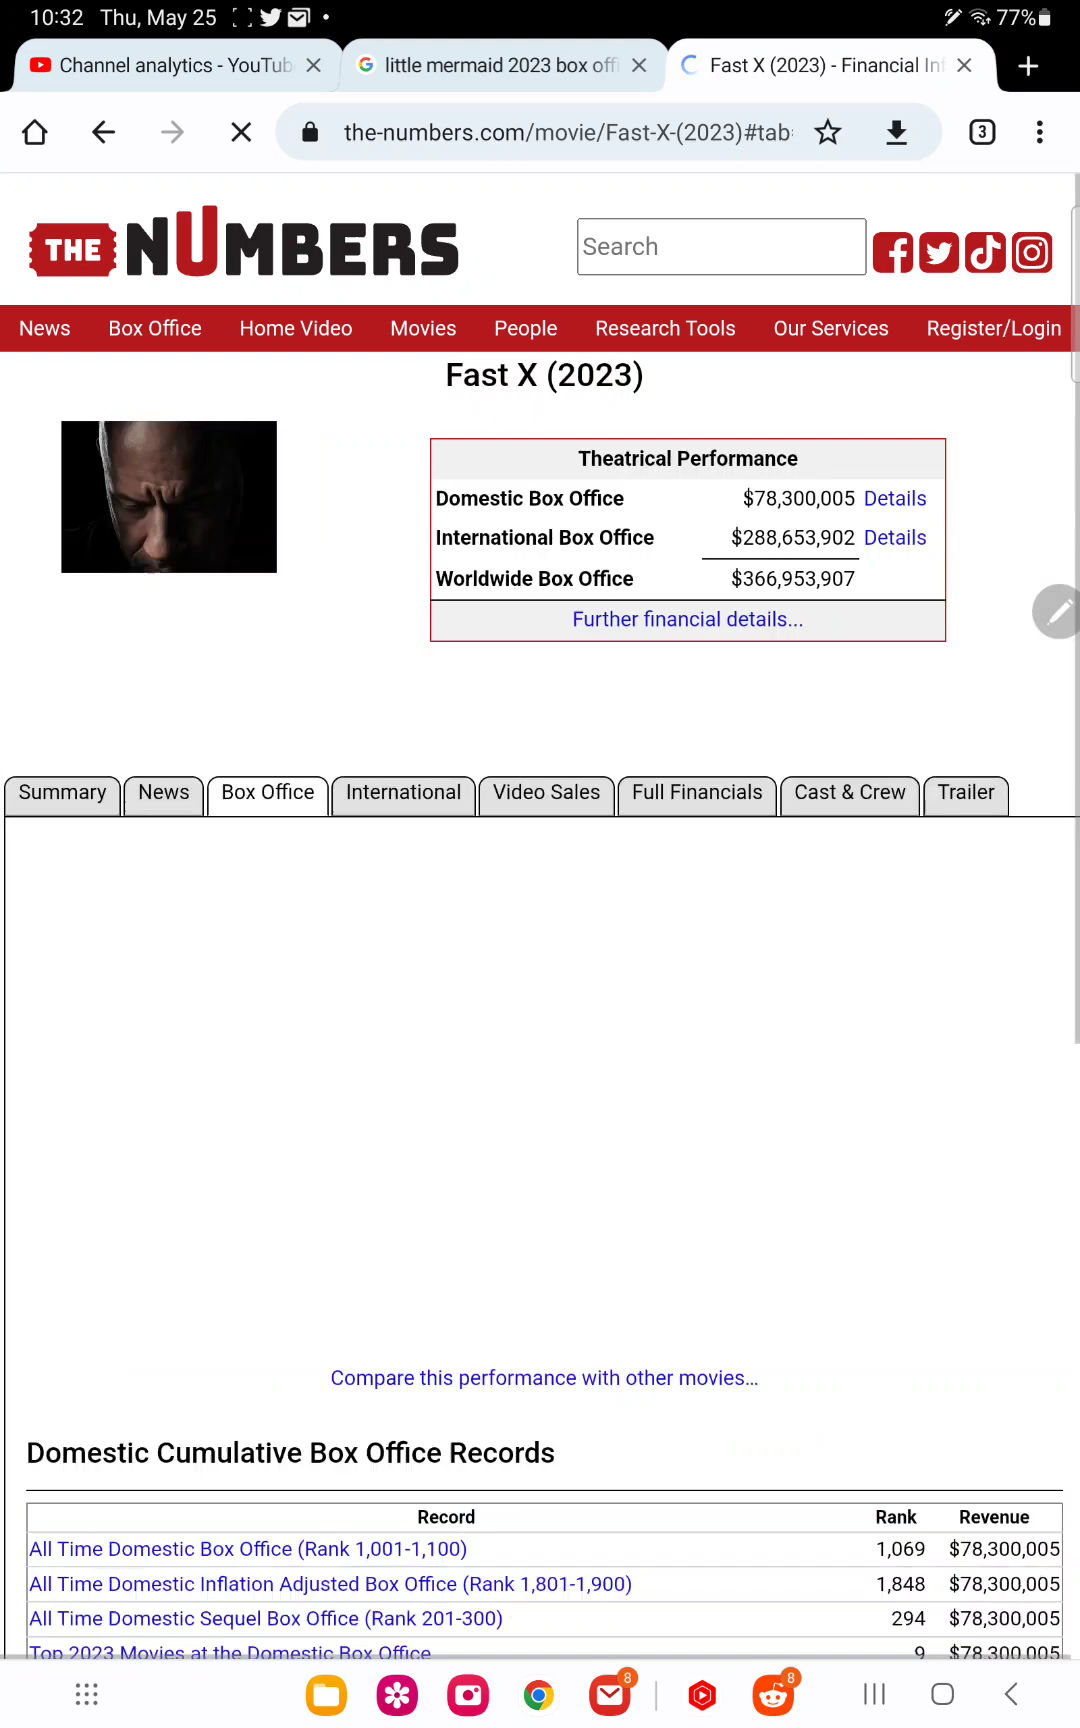 10:32 Thu, May 25 77%
Channel analytics - YouTub
little mermaid 2023 box offi
Fast X (2023) - Financial Inf
the-numbers.com/movie/Fast-X-(2023)#tab
3
THE NUMBERS
Search
News Box Office Home Video Movies People Research Tools Our Services Register/Login
Fast X (2023)
Theatrical Performance
Domestic Box Office $78,300,005 Details
International Box Office $288,653,902 Details
Worldwide Box Office $366,953,907
Further financial details...
Summary News Box Office International Video Sales Full Financials Cast & Crew Trailer
Compare this performance with other movies...
Domestic Cumulative Box Office Records
Record Rank Revenue
All Time Domestic Box Office (Rank 1,001-1,100) 1,069 $78,300,005
All Time Domestic Inflation Adjusted Box Office (Rank 1,801-1,900) 1,848 $78,300,005
All Time Domestic Sequel Box Office (Rank 201-300) 294 $78,300,005
Top 2023 Movies at the Domestic Box Office 9 $78,300,005
8 8